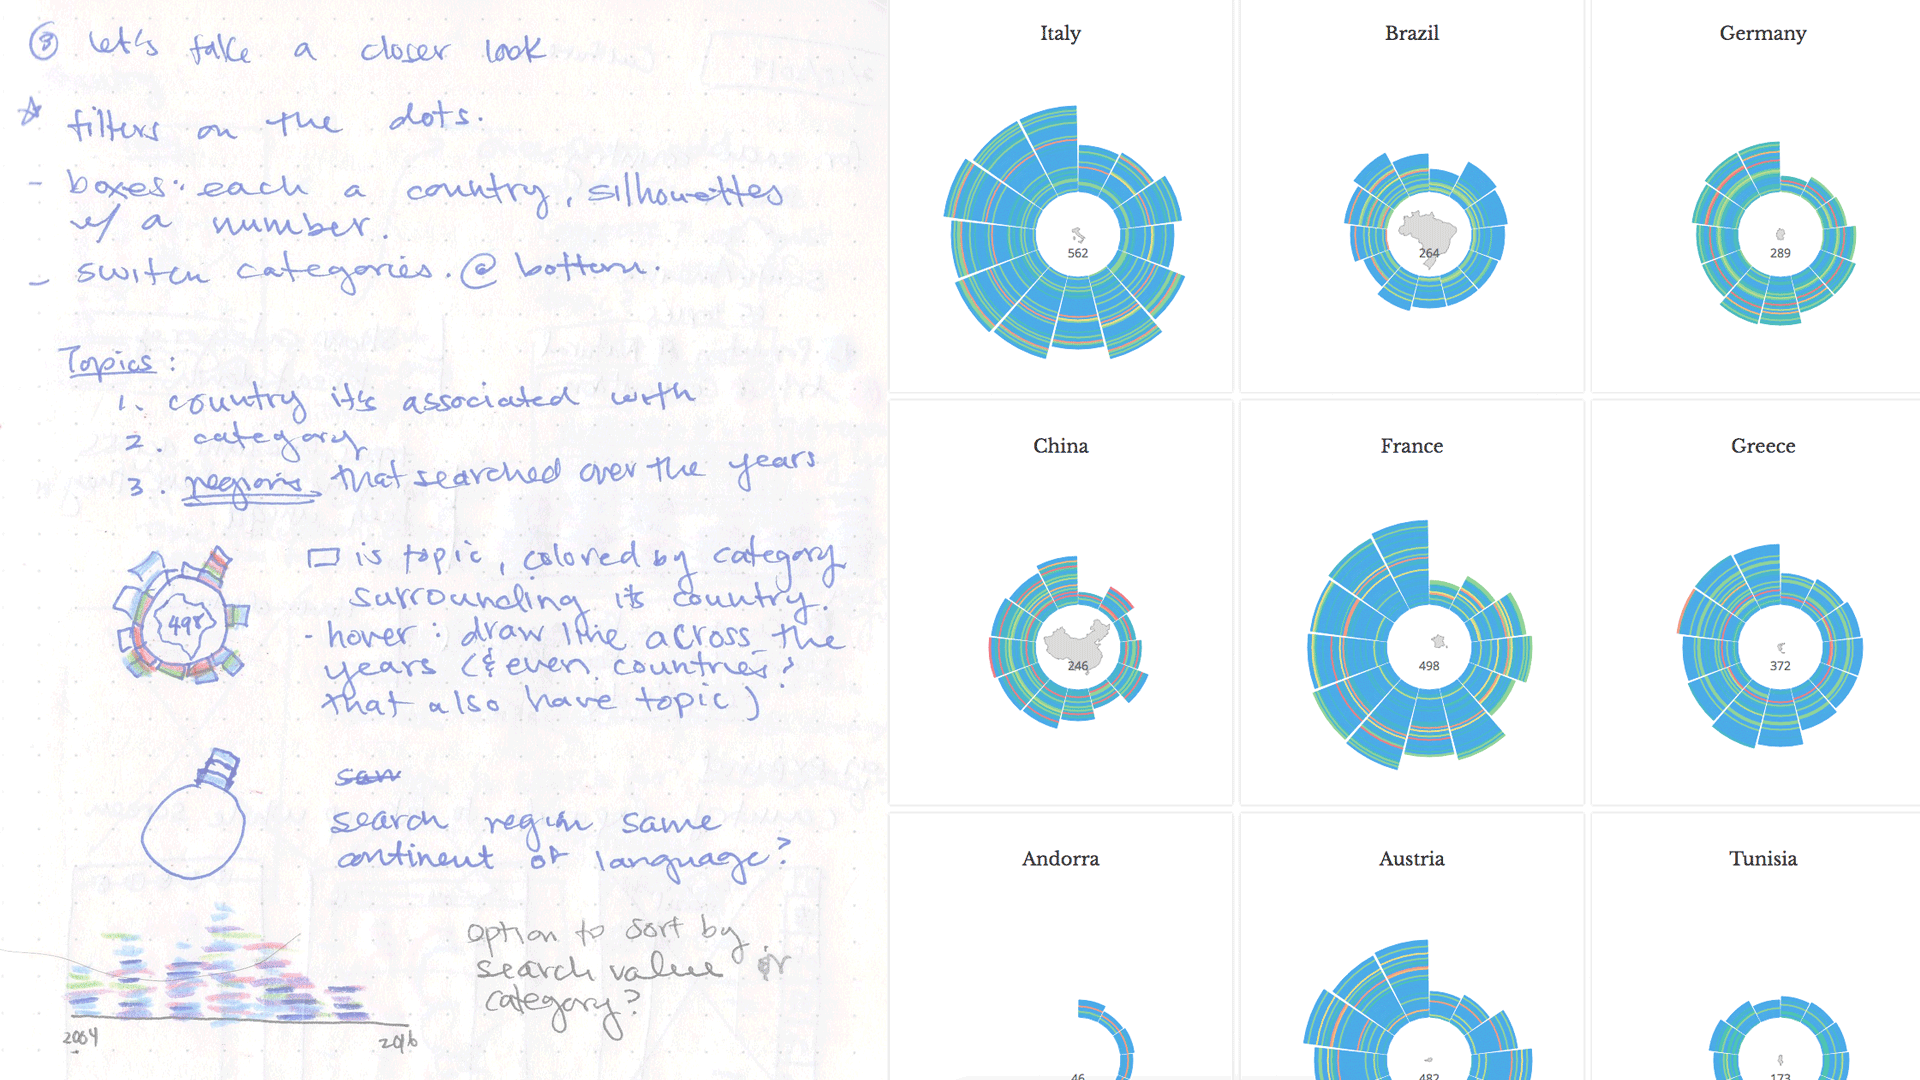 ③ let's take a closer look
☆ filters on the dots.
- boxes: each a country, silhouettes
w/ a number.
- switch categories. @ bottom.
Topics:
1. country it's associated with
2. category
3. regions that searched over the years
498
▭ is topic, colored by category
surrounding its country.
- hover: draw line across the
years (& even countries?
that also have topic)
saw
search region same
continent or language?
option to sort by
search value or
category?
2004
2016
Italy
562
Brazil
264
Germany
289
China
246
France
498
Greece
372
Andorra
46
Austria
482
Tunisia
173